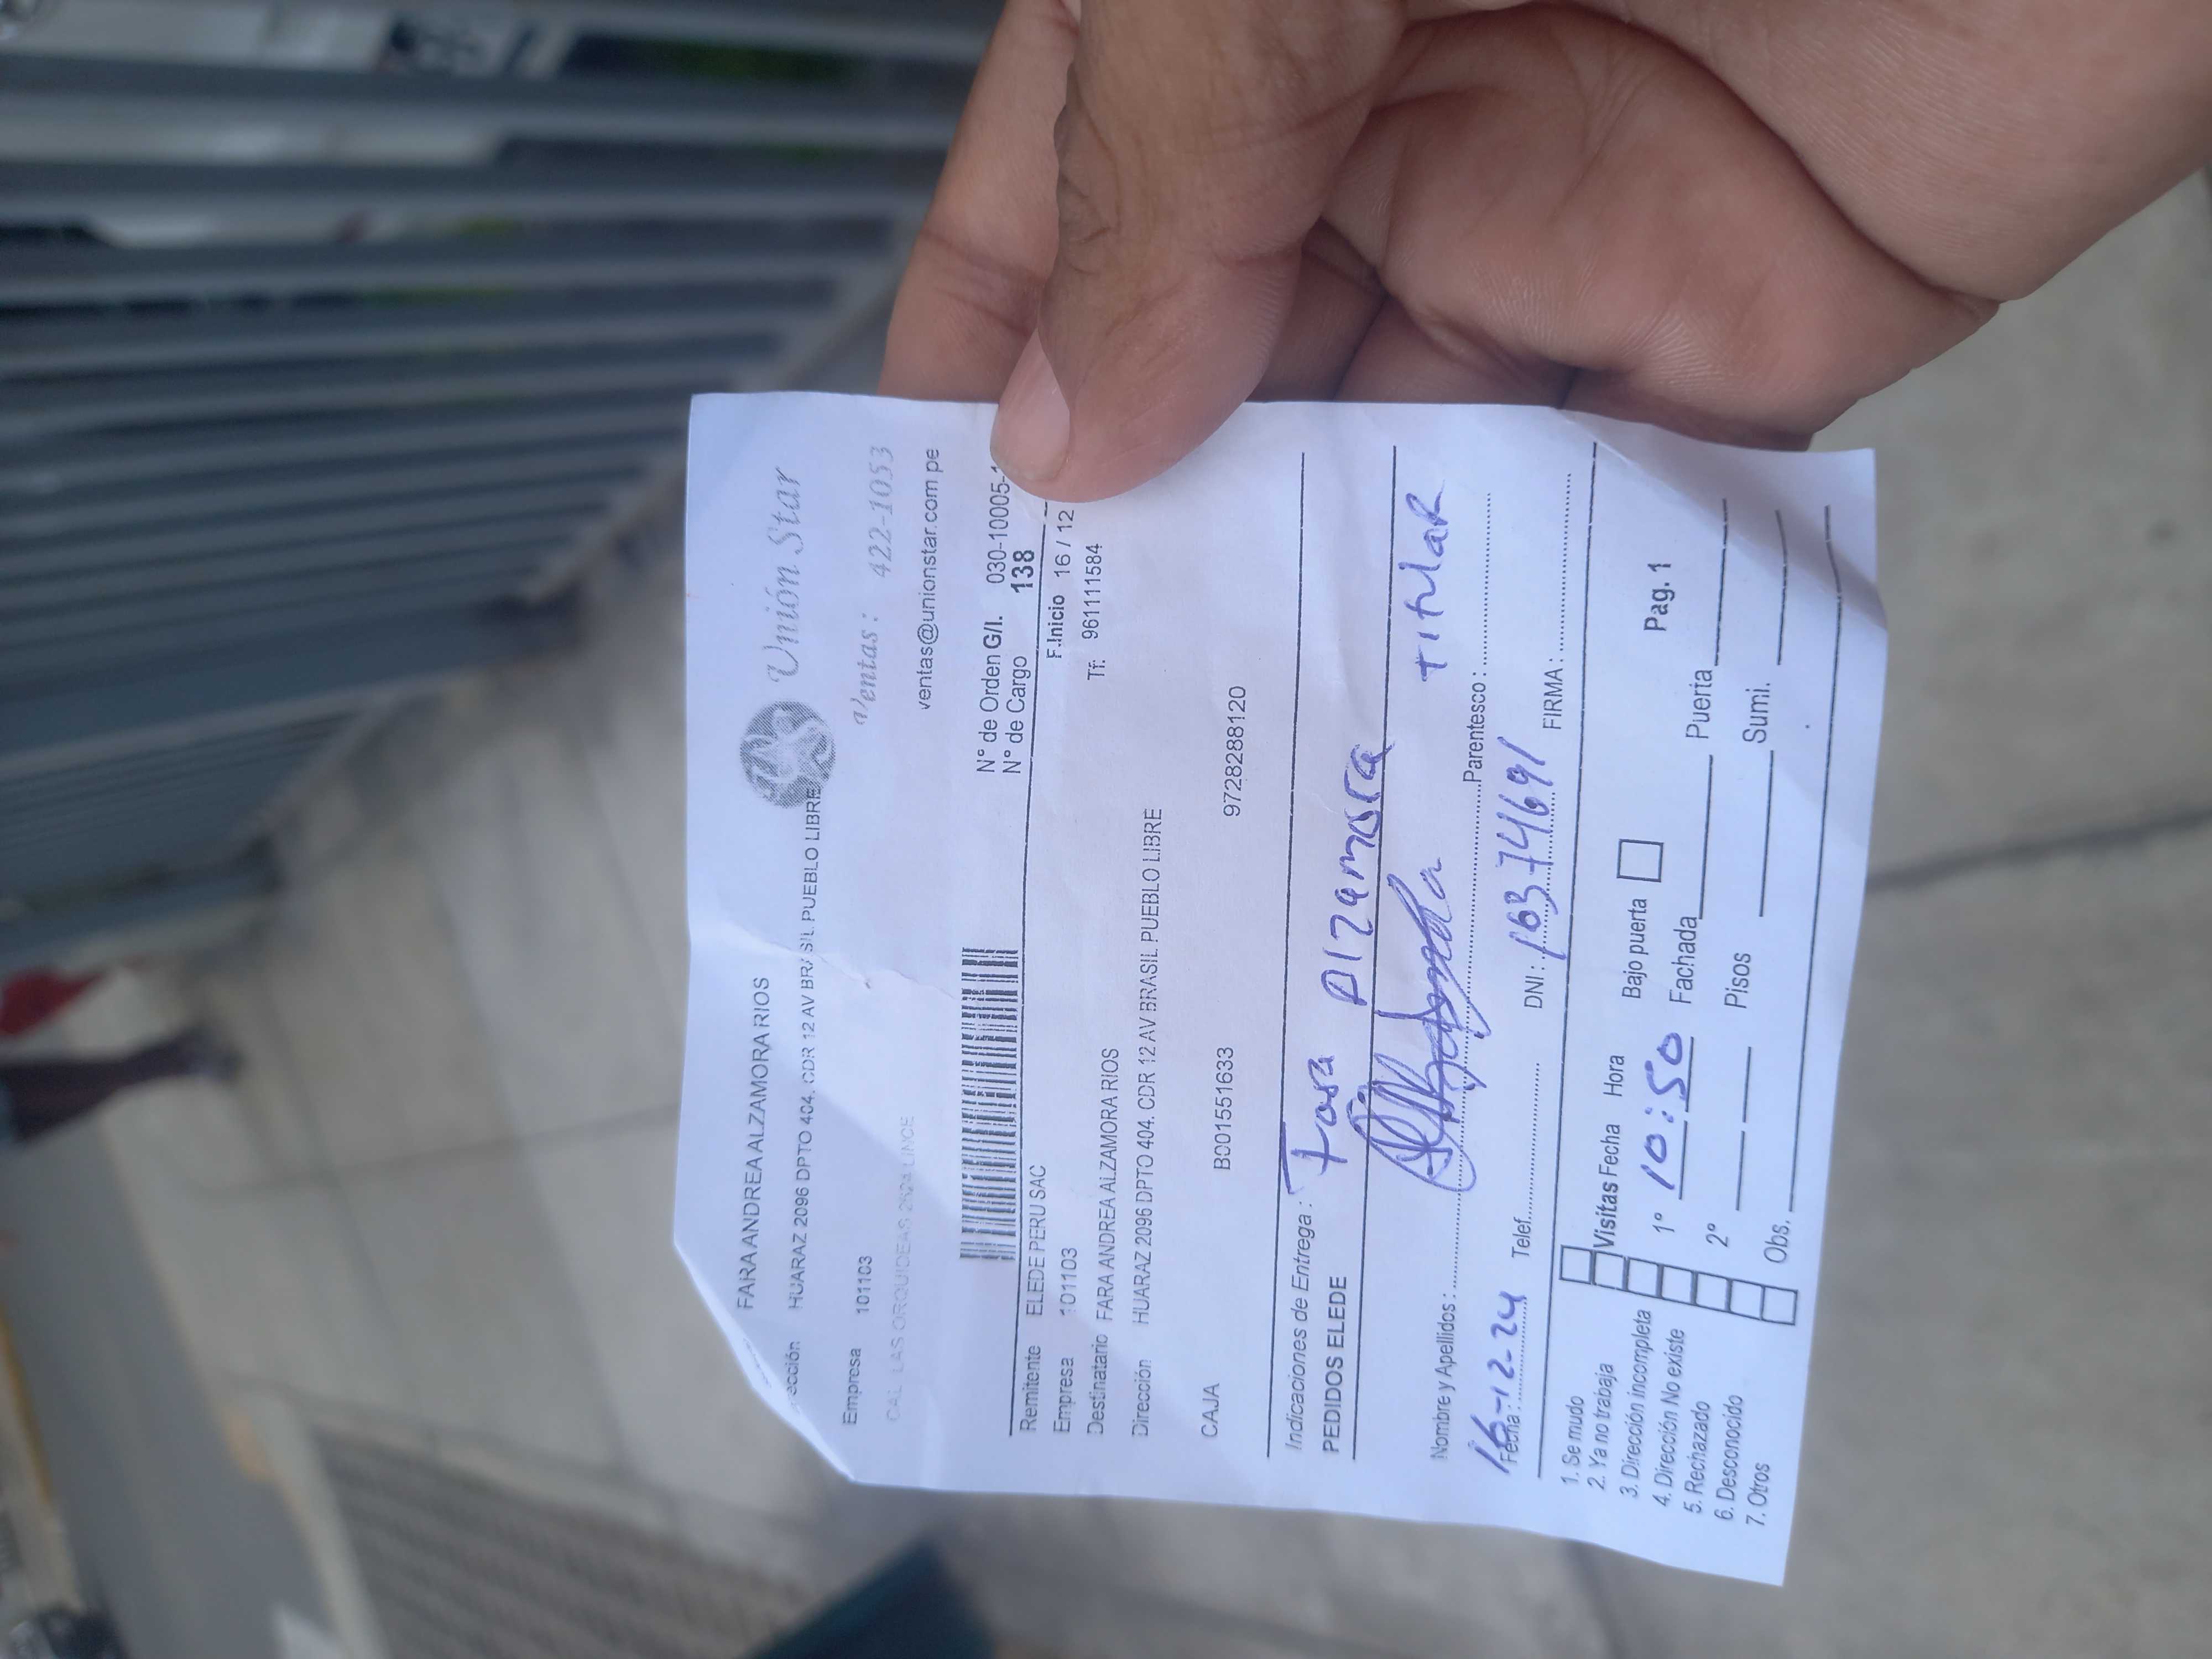 FARA ANDREA ALZAMORA RIOS
ección HUARAZ 2096 DPTO 404. CDR 12 AV BRASIL PUEBLO LIBRE
Unión Star
Empresa 101103
Ventas: 422-1053
CAL LAS ORQUIDEAS LINCE
ventas@unionstar.com pe
N° de Orden G/I. 030-10005-
N° de Cargo 138
Remitente ELEDE PERU SAC
Empresa 101103
F.Inicio 16 / 12
Destinatario FARA ANDREA ALZAMORA RIOS
Tf: 961111584
Dirección HUARAZ 2096 DPTO 404. CDR 12 AV BRASIL PUEBLO LIBRE
CAJA B001551633 9728288120
Indicaciones de Entrega : Fara Alzamora
PEDIDOS ELEDE
Titular
Nombre y Apellidos : Parentesco :
16-12-24
Fecha : Telef. DNI : 16374691 FIRMA :
1. Se mudo
2. Ya no trabaja
3. Dirección incompleta
4. Dirección No existe
5. Rechazado
6. Desconocido
7. Otros
Visitas Fecha Hora Bajo puerta Pag. 1
1° 10:50 Fachada Puerta
2° Pisos Sumi.
Obs.